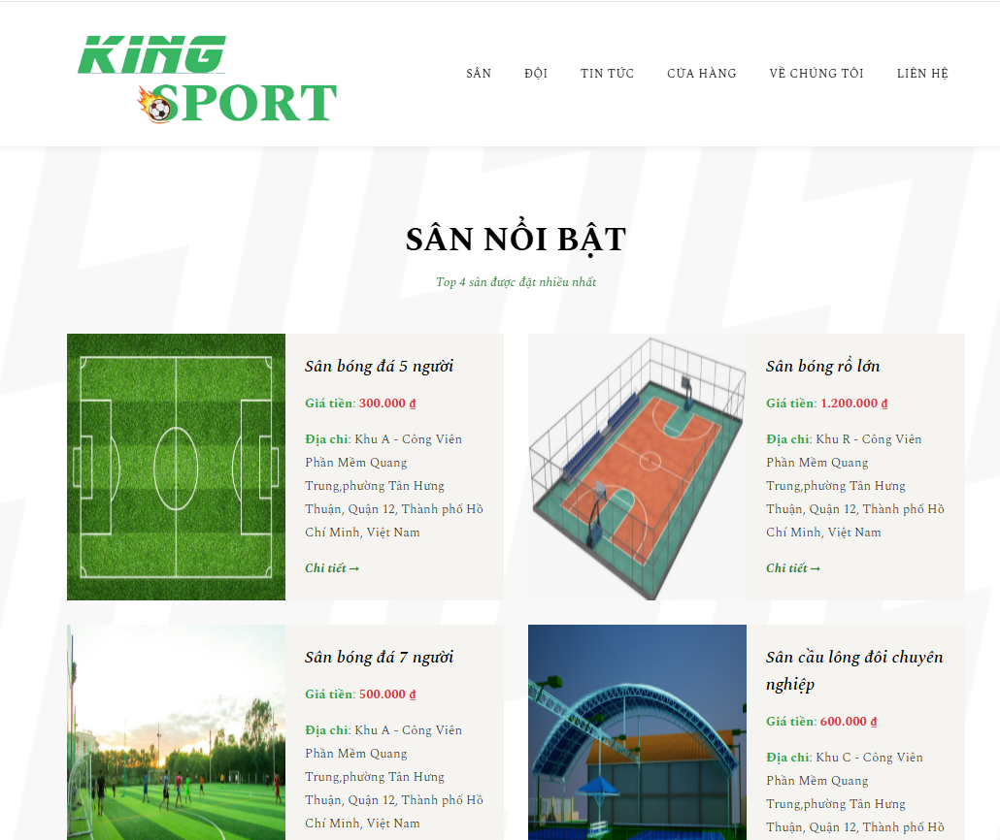 KING
SPORT
SÂN ĐỘI TIN TỨC CỬA HÀNG VỀ CHÚNG TÔI LIÊN HỆ
SÂN NỔI BẬT
Top 4 sân được đặt nhiều nhất
Sân bóng đá 5 người
Giá tiền: 300.000 ₫
Địa chỉ: Khu A - Công Viên
Phần Mềm Quang
Trung,phường Tân Hưng
Thuận, Quận 12, Thành phố Hồ
Chí Minh, Việt Nam
Chi tiết →
Sân bóng rổ lớn
Giá tiền: 1.200.000 ₫
Địa chỉ: Khu R - Công Viên
Phần Mềm Quang
Trung,phường Tân Hưng
Thuận, Quận 12, Thành phố Hồ
Chí Minh, Việt Nam
Chi tiết →
Sân bóng đá 7 người
Giá tiền: 500.000 ₫
Địa chỉ: Khu A - Công Viên
Phần Mềm Quang
Trung,phường Tân Hưng
Thuận, Quận 12, Thành phố Hồ
Chí Minh, Việt Nam
Sân cầu lông đôi chuyên
nghiệp
Giá tiền: 600.000 ₫
Địa chỉ: Khu C - Công Viên
Phần Mềm Quang
Trung,phường Tân Hưng
Thuận, Quận 12, Thành phố Hồ